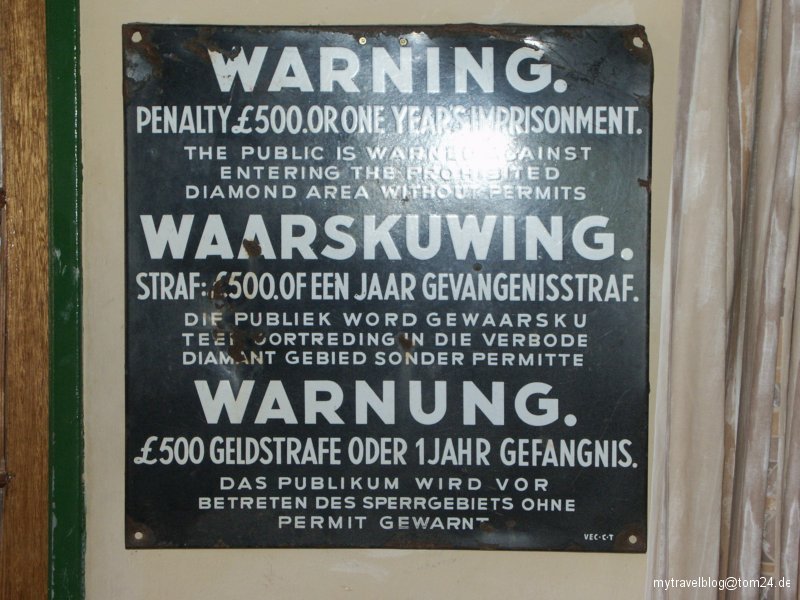 WARNING.
PENALTY £500. OR ONE YEAR'S IMPRISONMENT.
THE PUBLIC IS WARNED AGAINST
ENTERING THE PROHIBITED
DIAMOND AREA WITHOUT PERMITS
WAARSKUWING.
STRAF: £500. OF EEN JAAR GEVANGENISSTRAF.
DIE PUBLIEK WORD GEWAARSKU
TEEN OORTREDING IN DIE VERBODE
DIAMANT GEBIED SONDER PERMITTE
WARNUNG.
£500 GELDSTRAFE ODER 1 JAHR GEFANGNIS.
DAS PUBLIKUM WIRD VOR
BETRETEN DES SPERRGEBIETS OHNE
PERMIT GEWARNT
VEC·C·T
mytravelblog@tom24.de